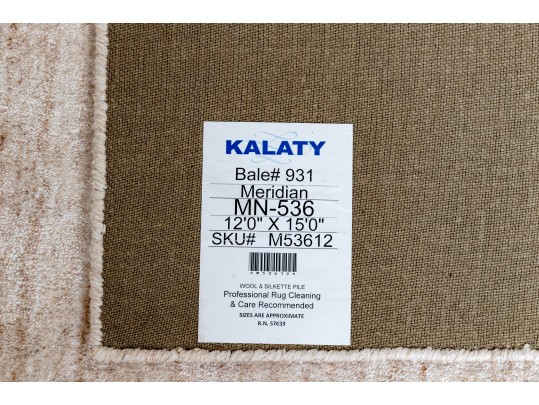 KALATY
Bale# 931
Meridian
MN-536
12'0" X 15'0"
SKU# M53612
*M53612*
WOOL & SILKETTE PILE
Professional Rug Cleaning
& Care Recommended
SIZES ARE APPROXIMATE
R.N. 57639